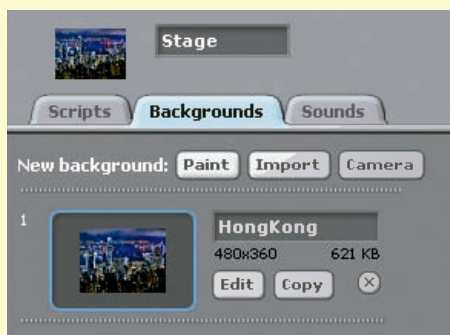 Stage
Scripts Backgrounds Sounds
New background: Paint Import Camera
1
HongKong
480x360 621 KB
Edit Copy